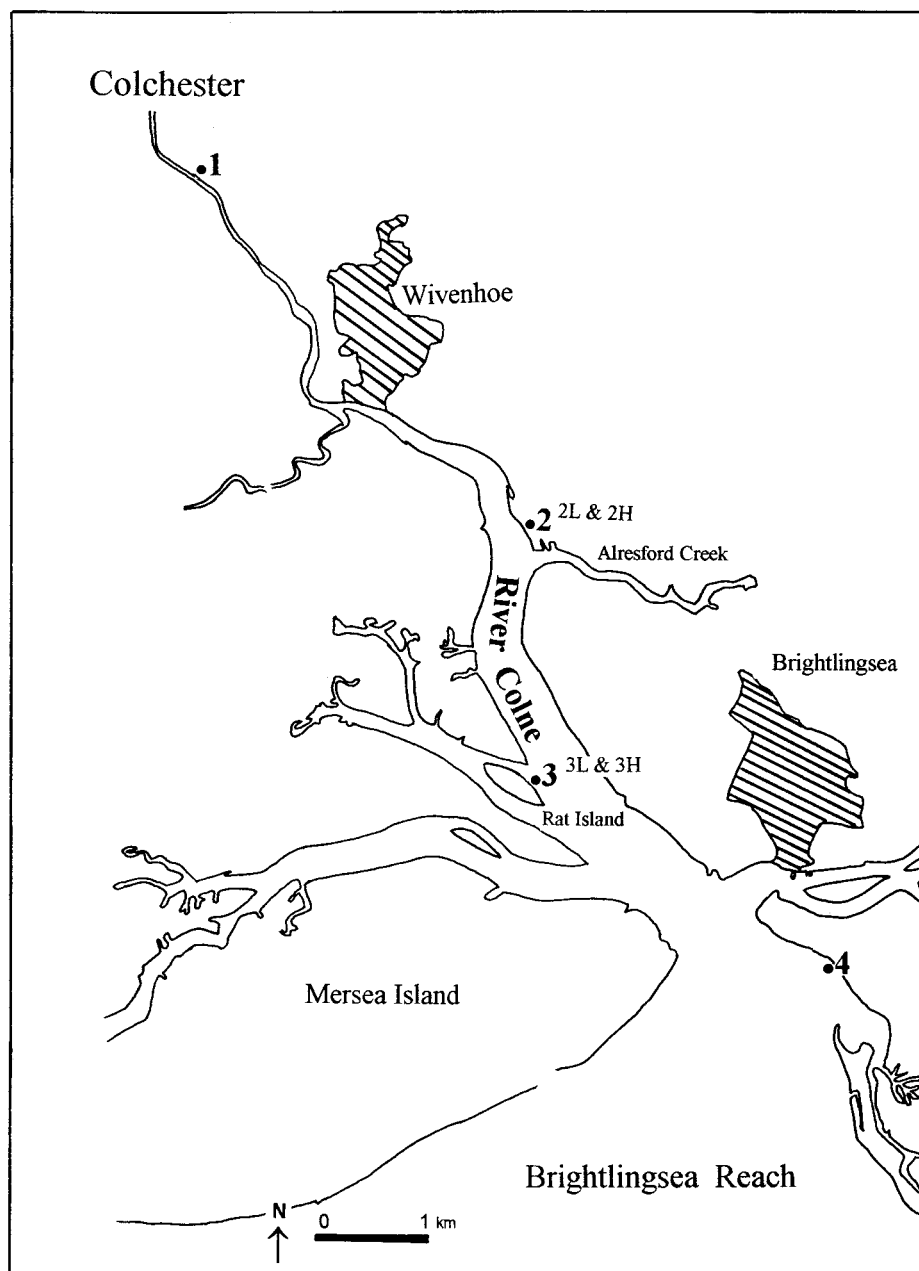 Colchester
1
Wivenhoe
2 2L & 2H
Alresford Creek
River Colne
Brightlingsea
3 3L & 3H
Rat Island
4
Mersea Island
Brightlingsea Reach
N
0 1 km